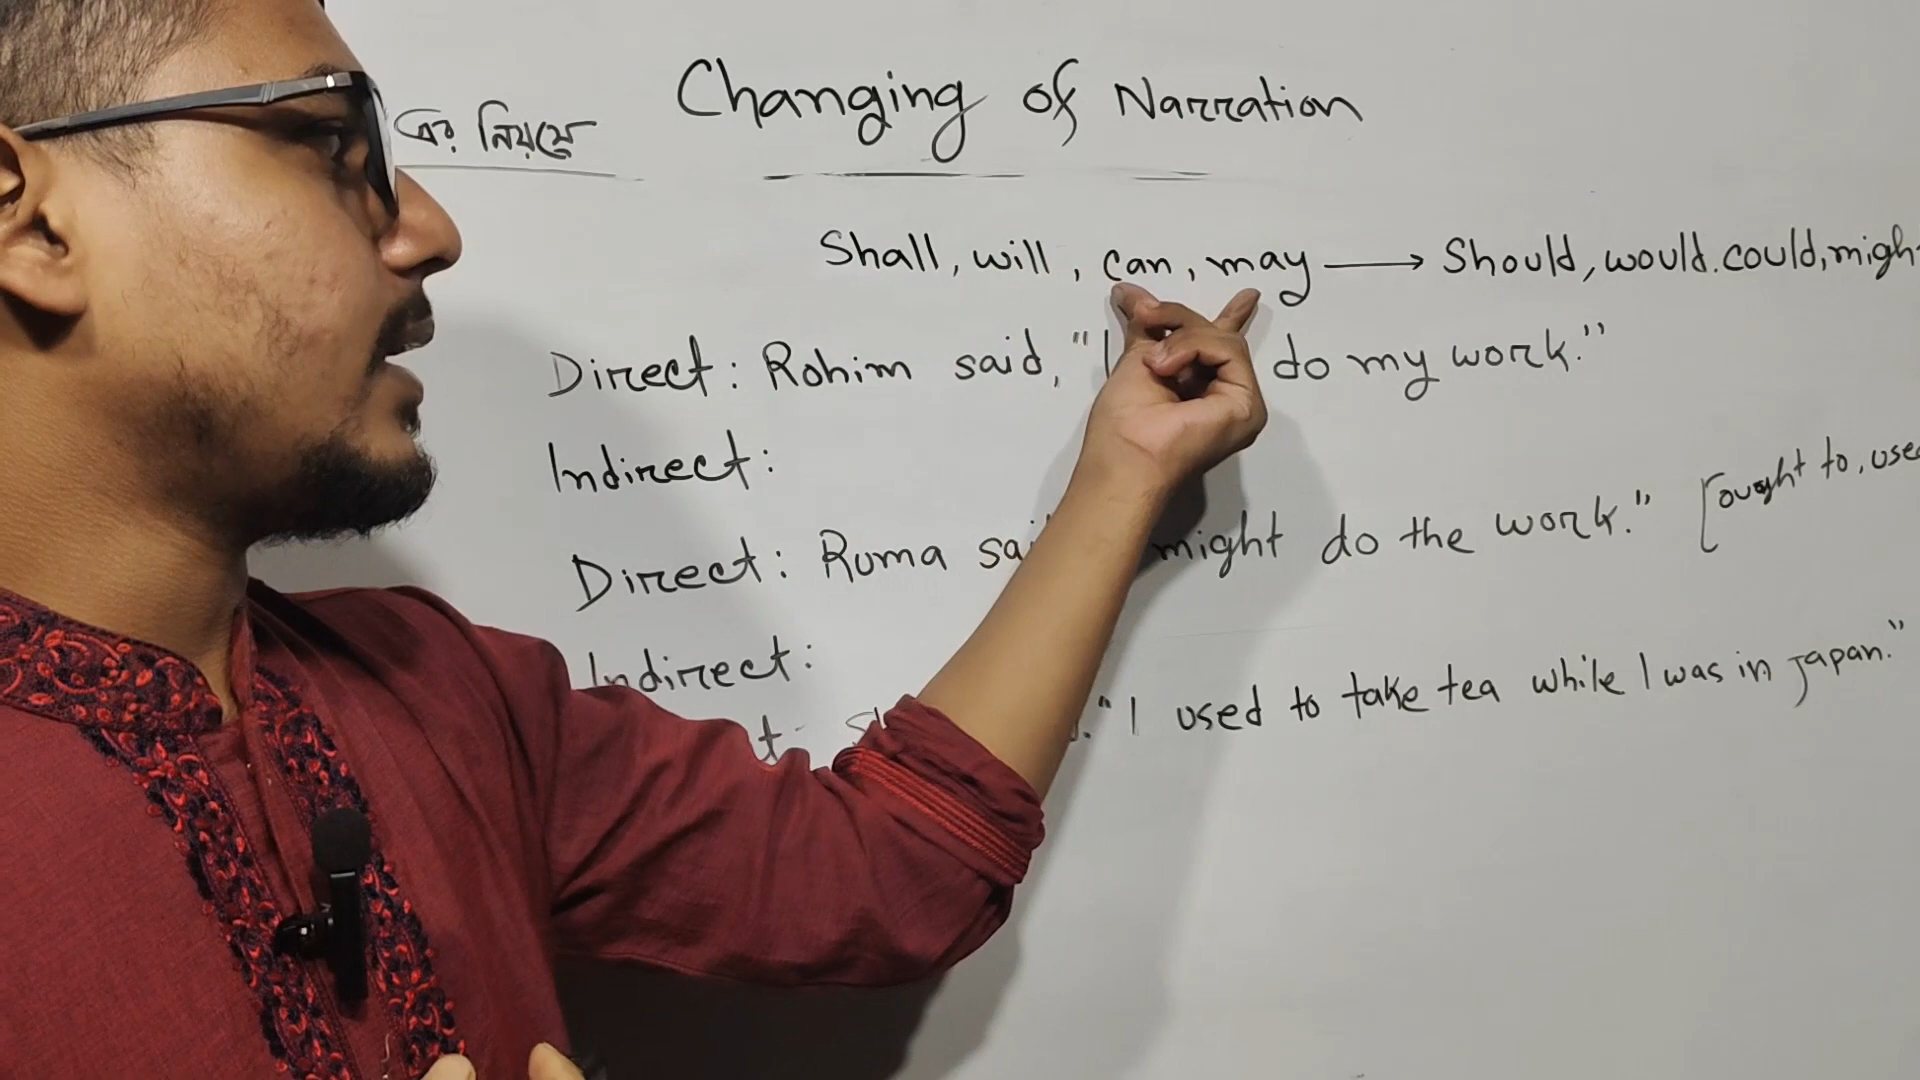 এর নিয়মে
Changing of Narration
Shall, will, can, may → Should, would. could, migh
Direct: Rohim said, "I do my work."
Indirect:
Direct: Ruma sai might do the work." [ought to, use
Indirect:
"I used to take tea while I was in Japan."